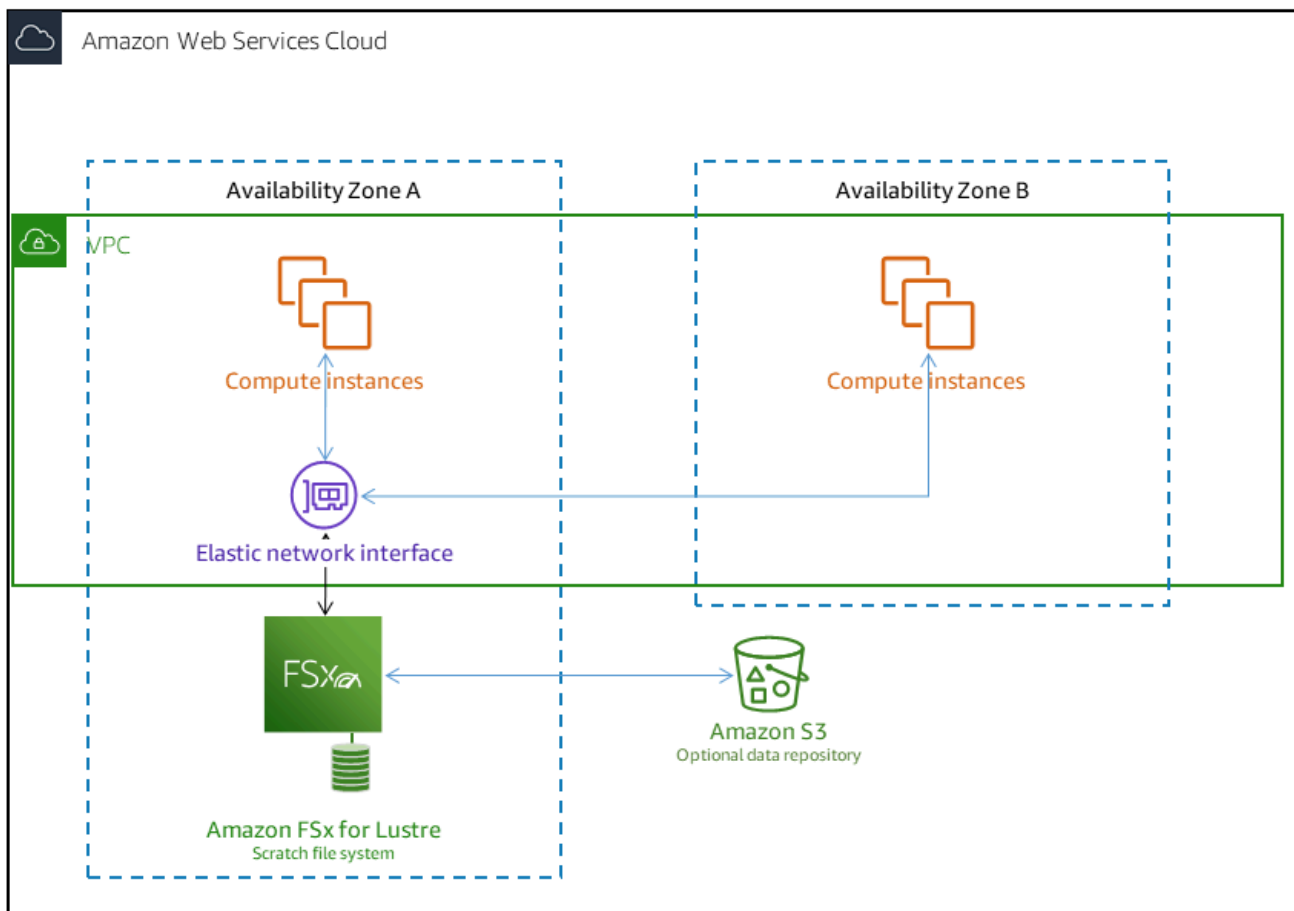 Amazon Web Services Cloud
Availability Zone A
Availability Zone B
VPC
Compute instances
Compute instances
Elastic network interface
FSx
Amazon S3
Optional data repository
Amazon FSx for Lustre
Scratch file system